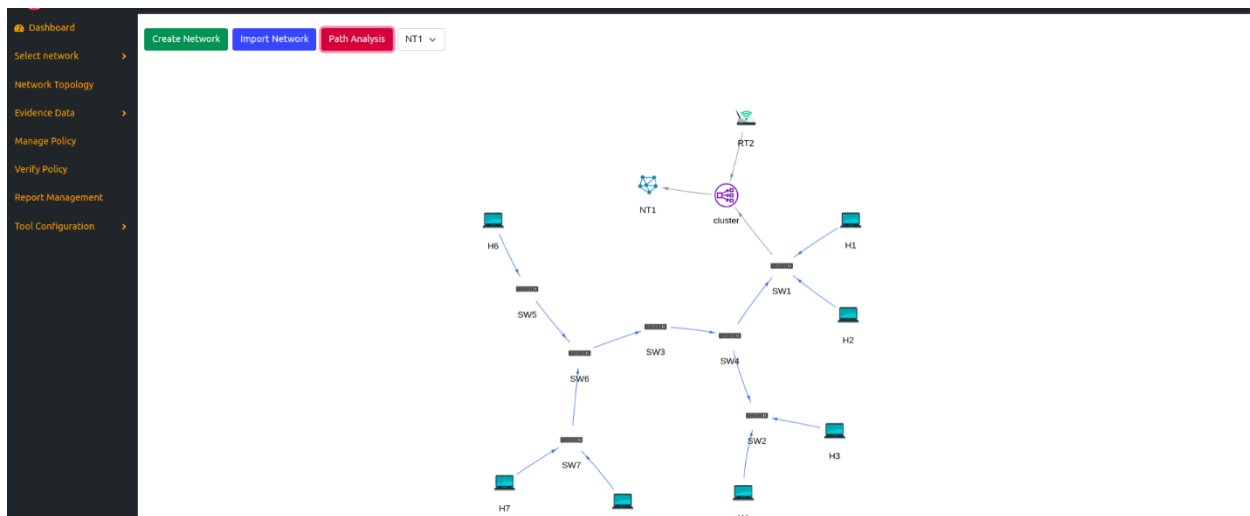 Dashboard
Select network
Network Topology
Evidence Data
Manage Policy
Verify Policy
Report Management
Tool Configuration
Create Network Import Network Path Analysis NT1
RT2
NT1
cluster
H6
H1
SW1
SW5
H2
SW3
SW4
SW6
SW2
H3
SW7
H7